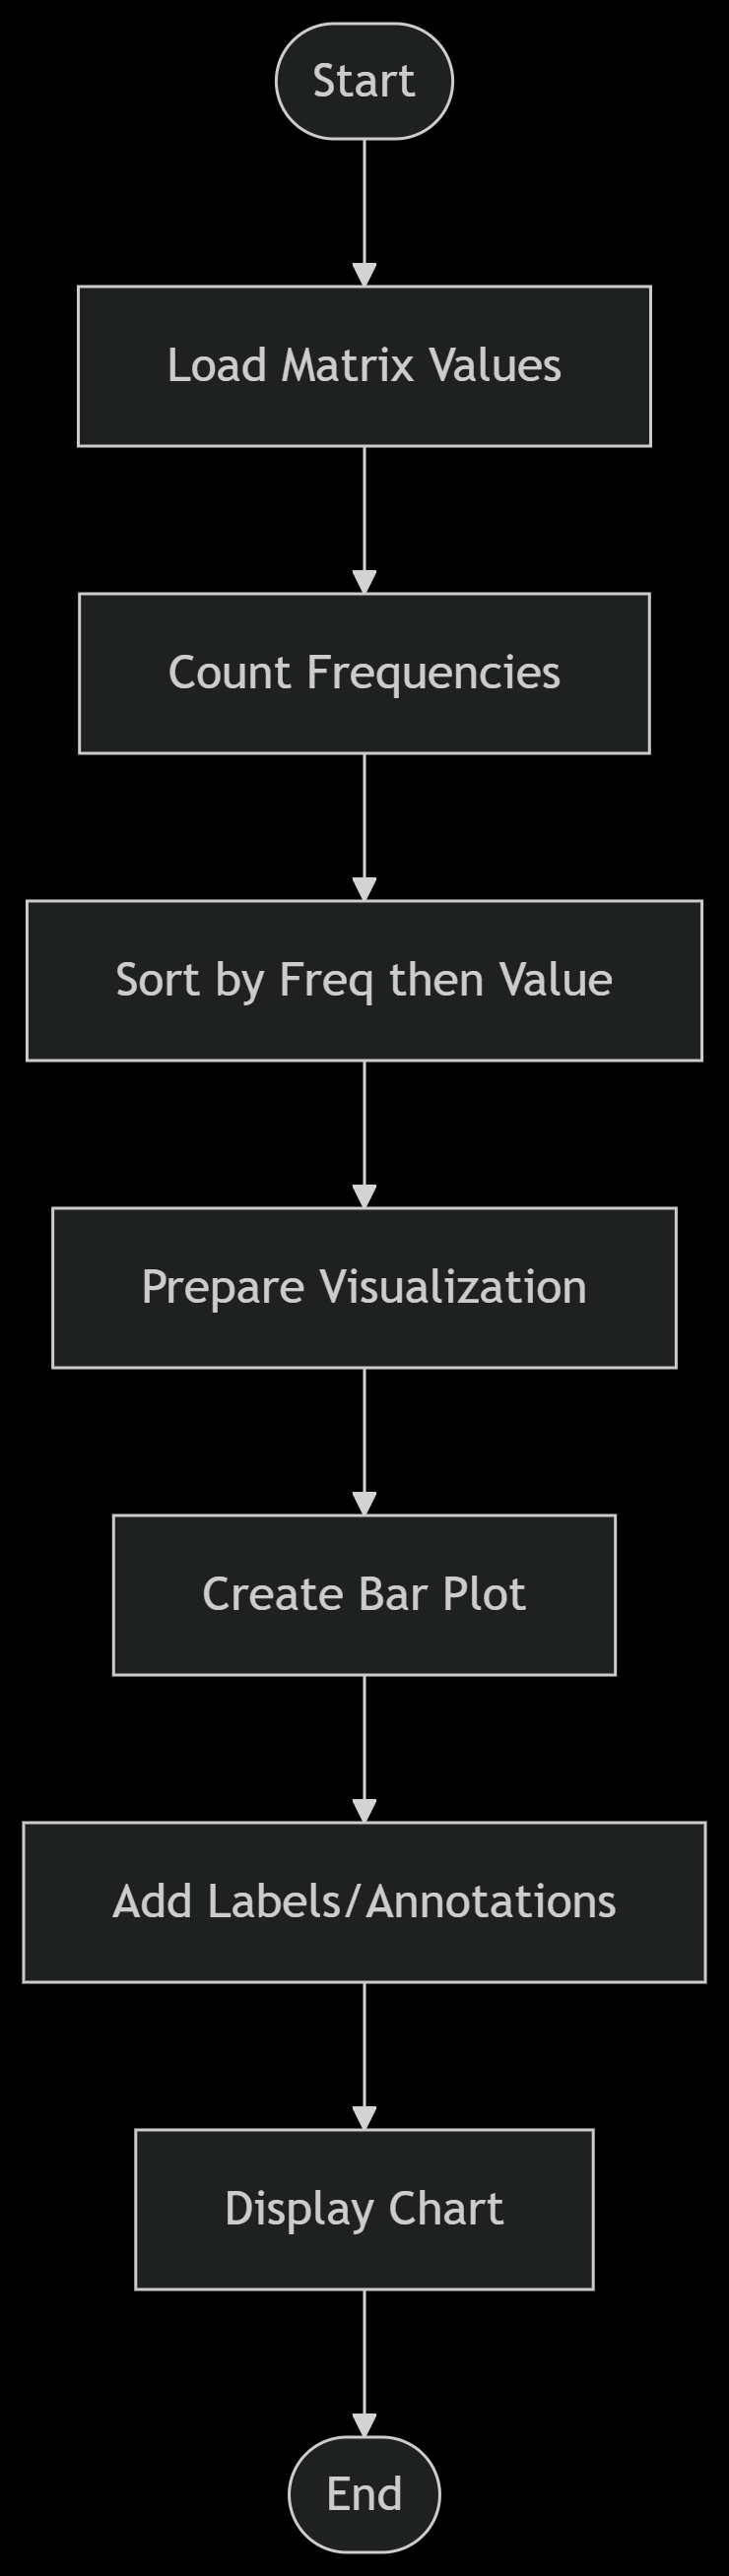 Start
Load Matrix Values
Count Frequencies
Sort by Freq then Value
Prepare Visualization
Create Bar Plot
Add Labels/Annotations
Display Chart
End